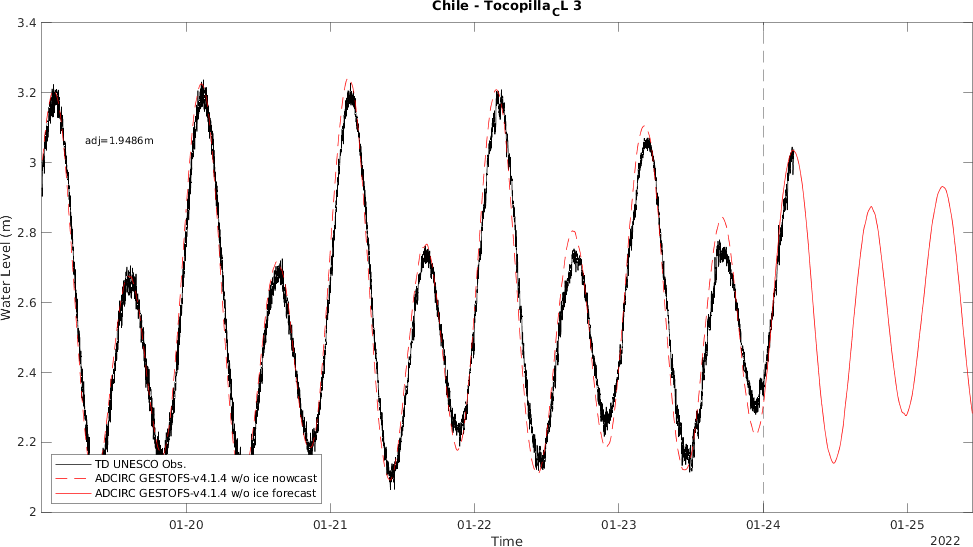 Chile - Tocopilla_CL 3
3.4
3.2
3
2.8
2.6
2.4
2.2
2
Water Level (m)
adj=1.9486m
TD UNESCO Obs.
ADCIRC GESTOFS-v4.1.4 w/o ice nowcast
ADCIRC GESTOFS-v4.1.4 w/o ice forecast
01-20
01-21
01-22
01-23
01-24
01-25
Time
2022